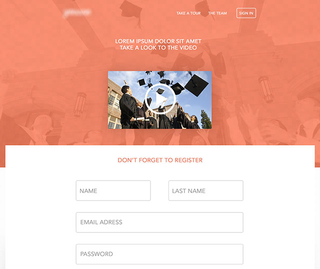 TAKE A TOUR THE TEAM SIGN IN
LOREM IPSUM DOLOR SIT AMET
TAKE A LOOK TO THE VIDEO
DON'T FORGET TO REGISTER
NAME LAST NAME
EMAIL ADRESS
PASSWORD